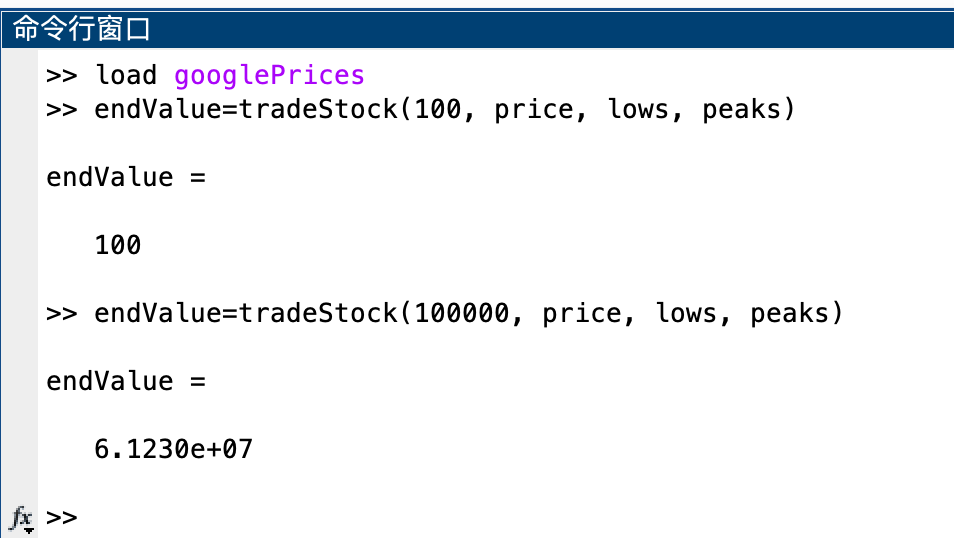 命令行窗口
>> load googlePrices
>> endValue=tradeStock(100, price, lows, peaks)
endValue =
100
>> endValue=tradeStock(100000, price, lows, peaks)
endValue =
6.1230e+07
fx >>